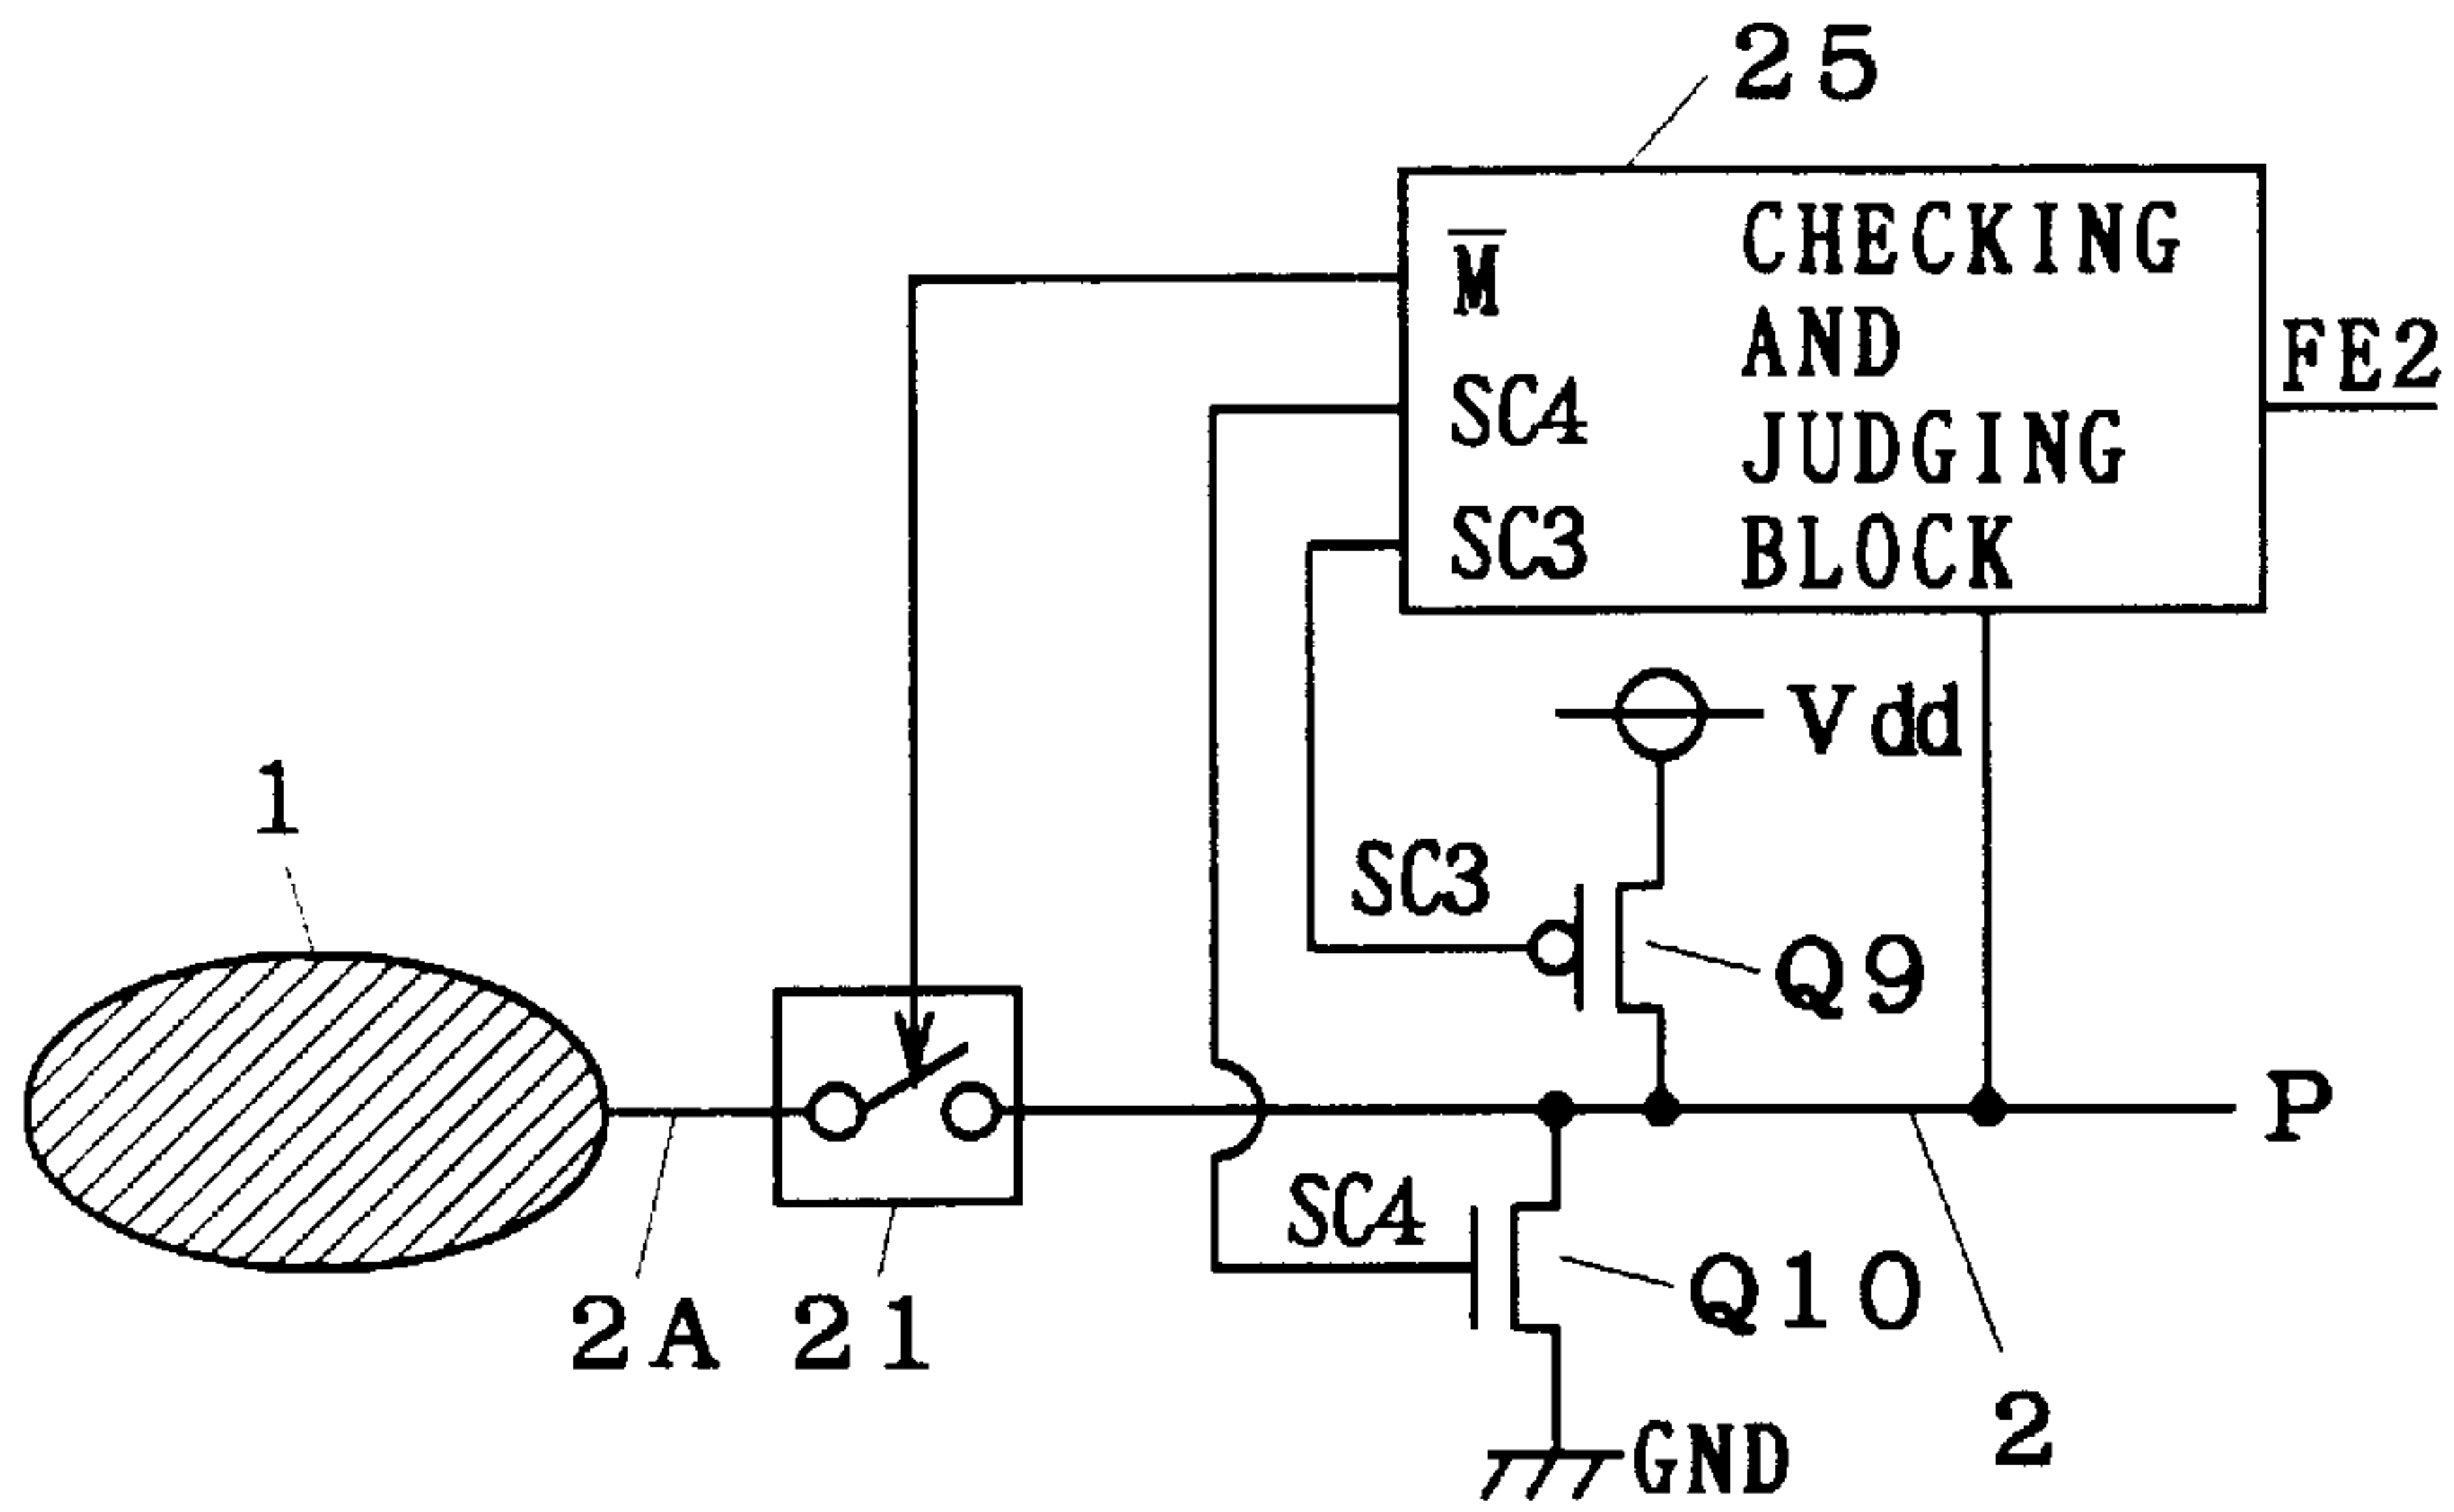 25
M̅
SC4
SC3
CHECKING
AND
JUDGING
BLOCK
FE2
Vdd
1
SC3
Q9
P
SC4
Q10
2A
21
2
GND